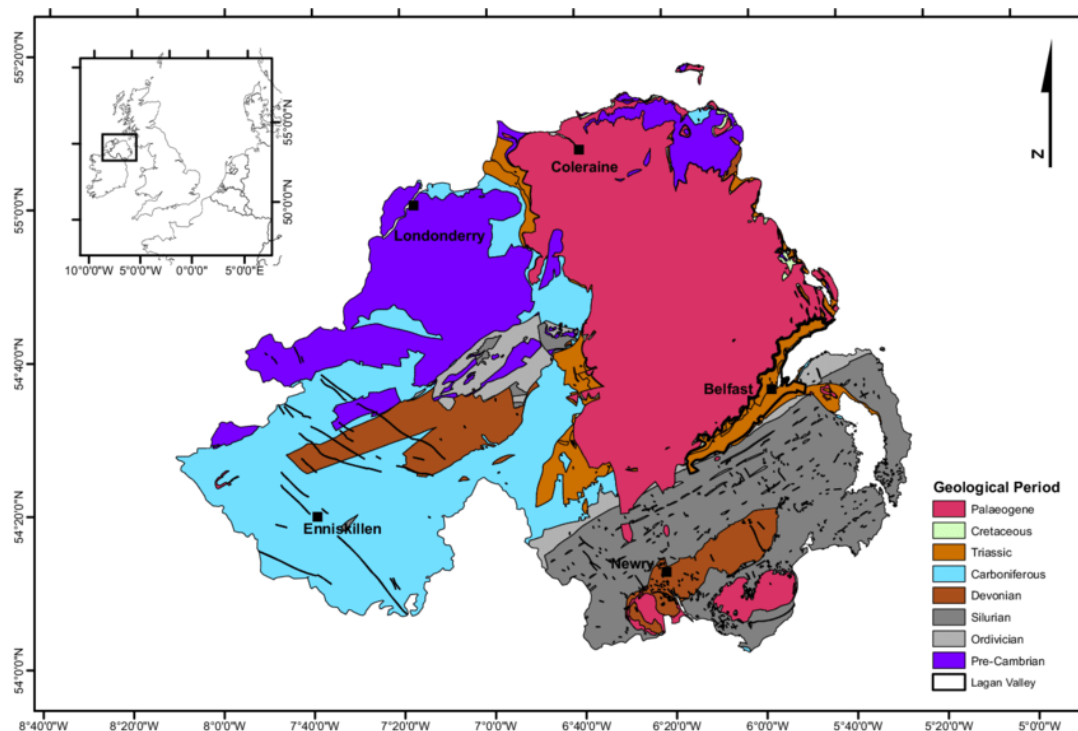 55°20'0"N
55°0'0"N
54°40'0"N
54°20'0"N
54°0'0"N
55°0'0"N
50°0'0"N
10°0'0"W
5°0'0"W
0°0'0"
5°0'0"E
N
Coleraine
Londonderry
Belfast
Enniskillen
Newry
Geological Period
Palaeogene
Cretaceous
Triassic
Carboniferous
Devonian
Silurian
Ordivician
Pre-Cambrian
Lagan Valley
8°40'0"W
8°0'0"W
7°40'0"W
7°20'0"W
7°0'0"W
6°40'0"W
6°20'0"W
6°0'0"W
5°40'0"W
5°20'0"W
5°0'0"W